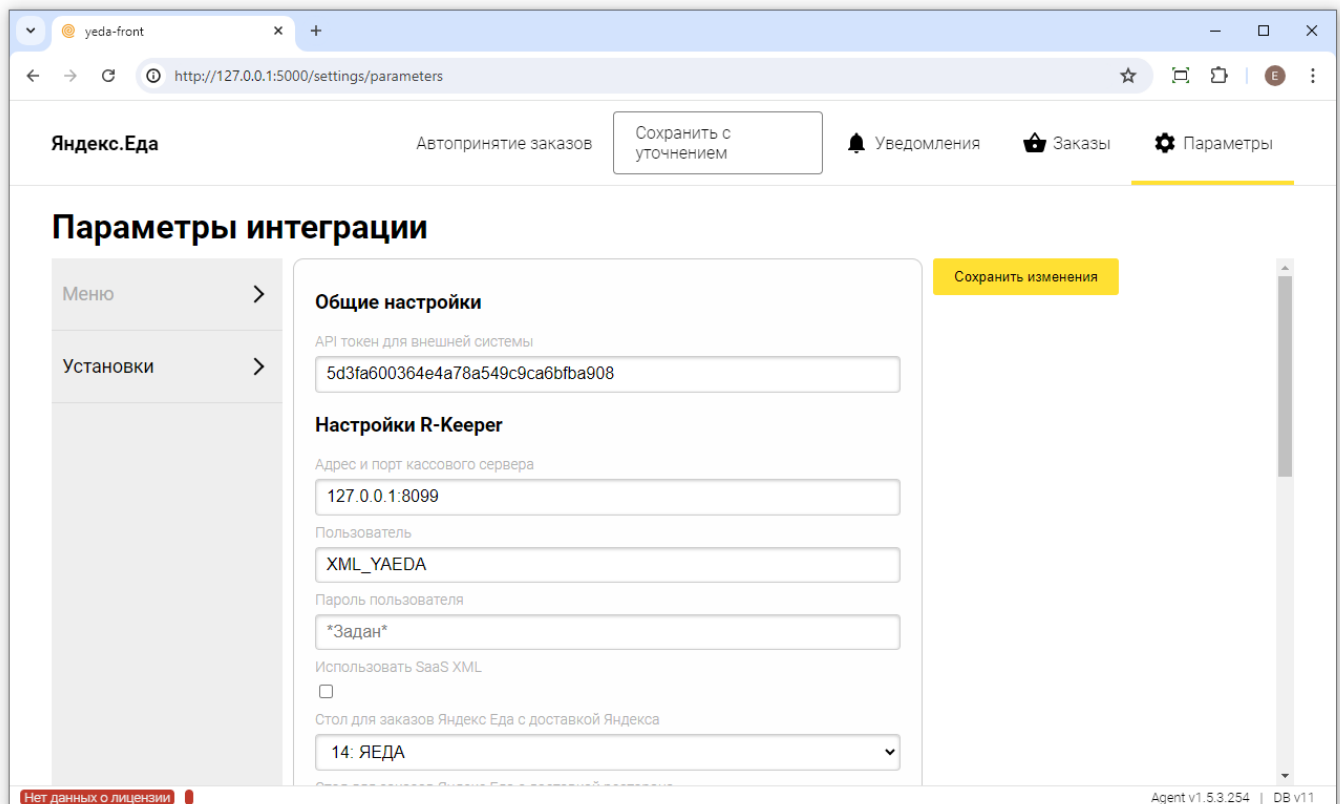 yeda-front
http://127.0.0.1:5000/settings/parameters
E
Яндекс.Еда
Автопринятие заказов
Сохранить с
уточнением
Уведомления
Заказы
Параметры
Параметры интеграции
Меню
Установки
Общие настройки
API токен для внешней системы
5d3fa600364e4a78a549c9ca6bfba908
Настройки R-Keeper
Адрес и порт кассового сервера
127.0.0.1:8099
Пользователь
XML_YAEDA
Пароль пользователя
*Задан*
Использовать SaaS XML
Стол для заказов Яндекс Еда с доставкой Яндекса
14: ЯЕДА
Сохранить изменения
Нет данных о лицензии
Agent v1.5.3.254 | DB v11